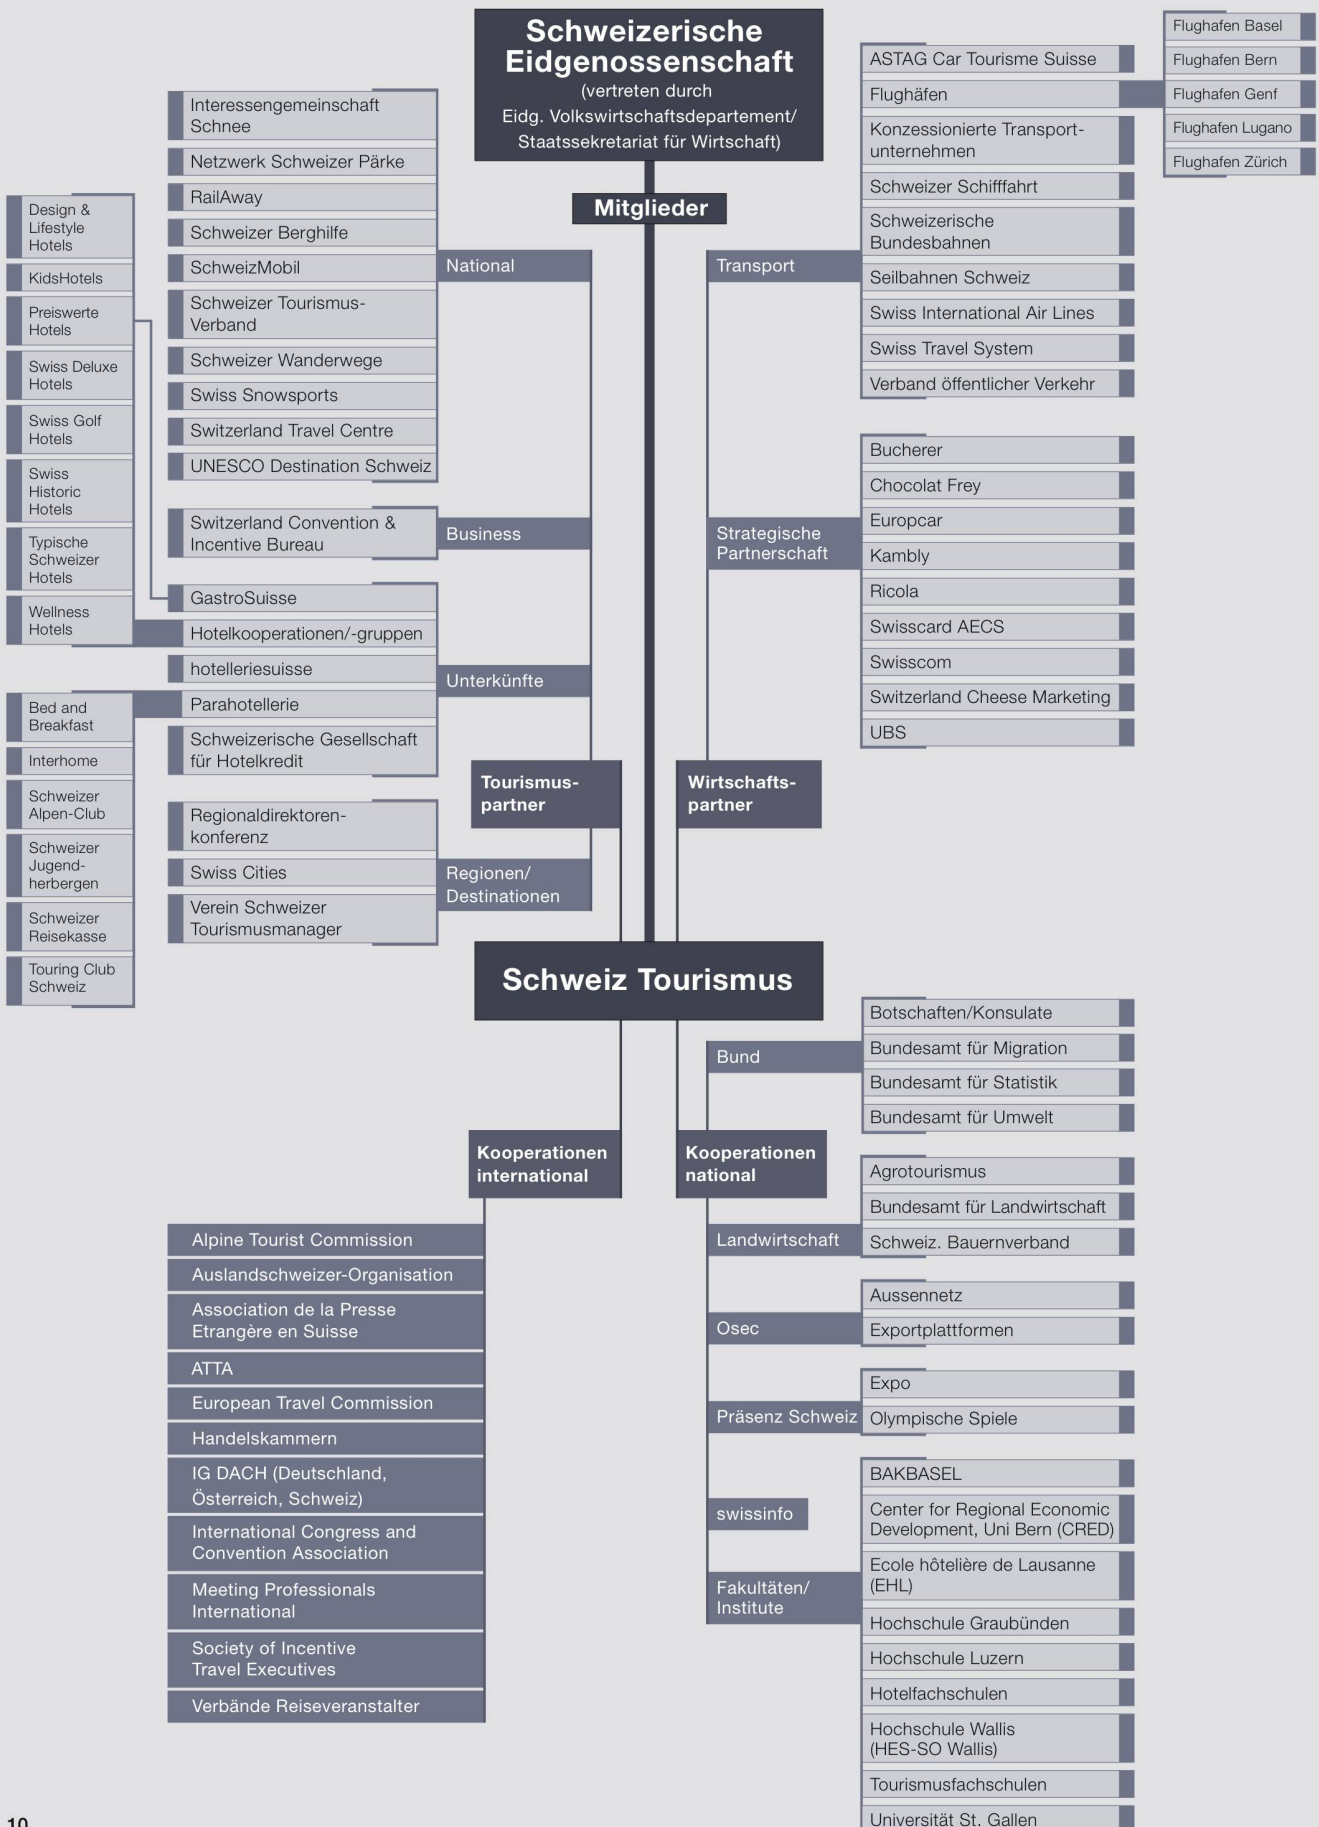 Schweizerische
Eidgenossenschaft
(vertreten durch
Eidg. Volkswirtschaftsdepartement/
Staatssekretariat für Wirtschaft)
Mitglieder
Interessengemeinschaft
Schnee
Netzwerk Schweizer Pärke
RailAway
Schweizer Berghilfe
SchweizMobil
Schweizer Tourismus-
Verband
Schweizer Wanderwege
Swiss Snowsports
Switzerland Travel Centre
UNESCO Destination Schweiz
National
Switzerland Convention &
Incentive Bureau
Business
Design &
Lifestyle
Hotels
KidsHotels
Preiswerte
Hotels
Swiss Deluxe
Hotels
Swiss Golf
Hotels
Swiss
Historic
Hotels
Typische
Schweizer
Hotels
Wellness
Hotels
GastroSuisse
Hotelkooperationen/-gruppen
hotelleriesuisse
Parahotellerie
Schweizerische Gesellschaft
für Hotelkredit
Unterkünfte
Bed and
Breakfast
Interhome
Schweizer
Alpen-Club
Schweizer
Jugend-
herbergen
Schweizer
Reisekasse
Touring Club
Schweiz
Regionaldirektoren-
konferenz
Swiss Cities
Verein Schweizer
Tourismusmanager
Regionen/
Destinationen
Tourismus-
partner
Wirtschafts-
partner
Transport
ASTAG Car Tourisme Suisse
Flughäfen
Konzessionierte Transport-
unternehmen
Schweizer Schifffahrt
Schweizerische
Bundesbahnen
Seilbahnen Schweiz
Swiss International Air Lines
Swiss Travel System
Verband öffentlicher Verkehr
Flughafen Basel
Flughafen Bern
Flughafen Genf
Flughafen Lugano
Flughafen Zürich
Strategische
Partnerschaft
Bucherer
Chocolat Frey
Europcar
Kambly
Ricola
Swisscard AECS
Swisscom
Switzerland Cheese Marketing
UBS
Schweiz Tourismus
Kooperationen
international
Alpine Tourist Commission
Auslandschweizer-Organisation
Association de la Presse
Etrangère en Suisse
ATTA
European Travel Commission
Handelskammern
IG DACH (Deutschland,
Österreich, Schweiz)
International Congress and
Convention Association
Meeting Professionals
International
Society of Incentive
Travel Executives
Verbände Reiseveranstalter
Kooperationen
national
Bund
Botschaften/Konsulate
Bundesamt für Migration
Bundesamt für Statistik
Bundesamt für Umwelt
Landwirtschaft
Agrotourismus
Bundesamt für Landwirtschaft
Schweiz. Bauernverband
Osec
Aussennetz
Exportplattformen
Präsenz Schweiz
Expo
Olympische Spiele
swissinfo
Fakultäten/
Institute
BAKBASEL
Center for Regional Economic
Development, Uni Bern (CRED)
Ecole hôtelière de Lausanne
(EHL)
Hochschule Graubünden
Hochschule Luzern
Hotelfachschulen
Hochschule Wallis
(HES-SO Wallis)
Tourismusfachschulen
Universität St. Gallen
10